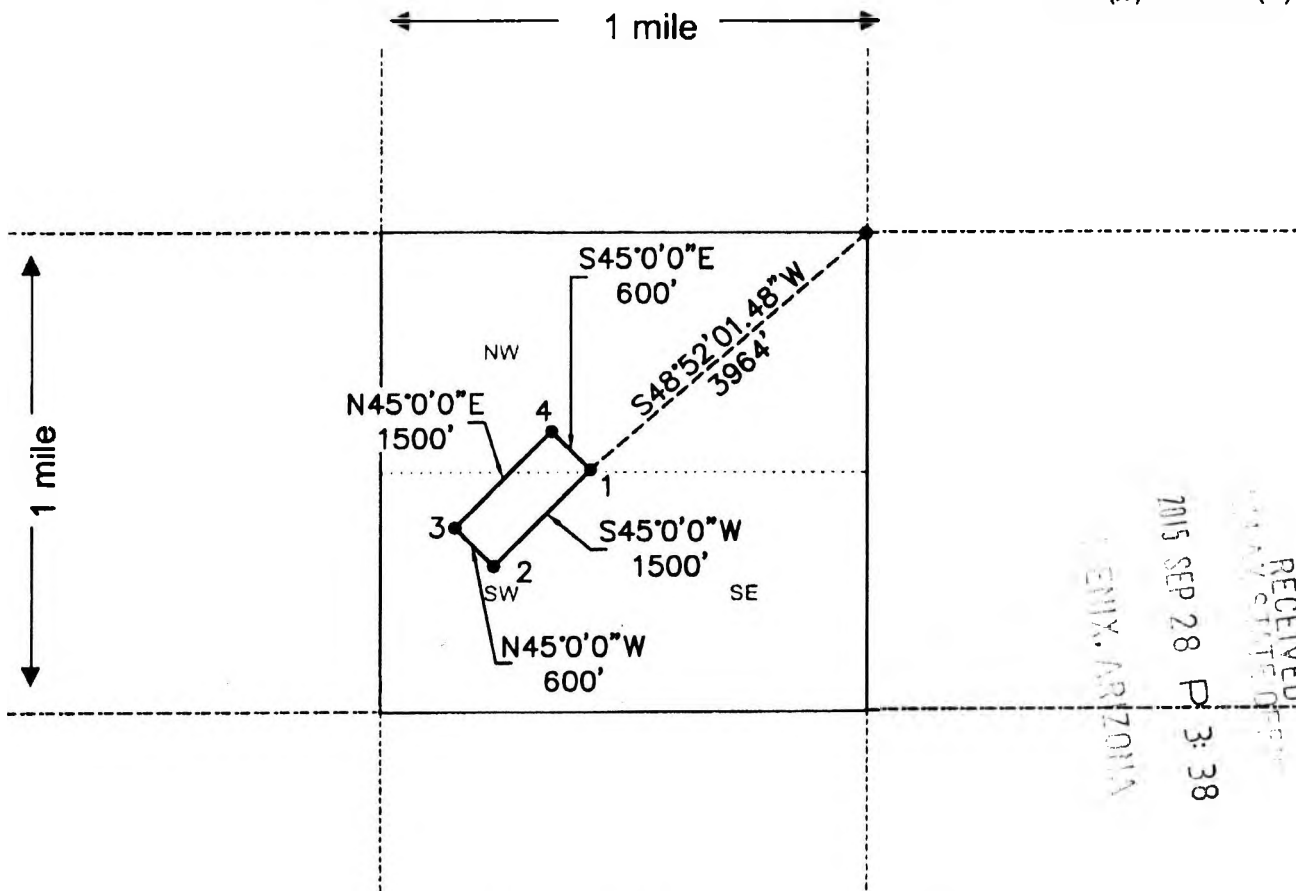 1 mile
S45°0'0"E
600'
S48°52'01.48"W
3964'
NW
N45°0'0"E
1500'
4
1 mile
1
3
S45°0'0"W
1500'
2
SW
SE
N45°0'0"W
600'
RECEIVED
2015 SEP 28 P 3:38
ARIZONA